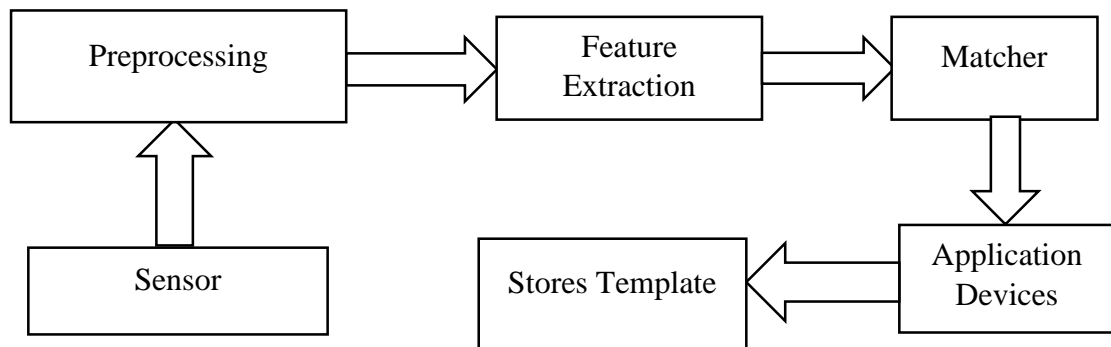 Preprocessing
Feature
Extraction
Matcher
Sensor
Stores Template
Application
Devices